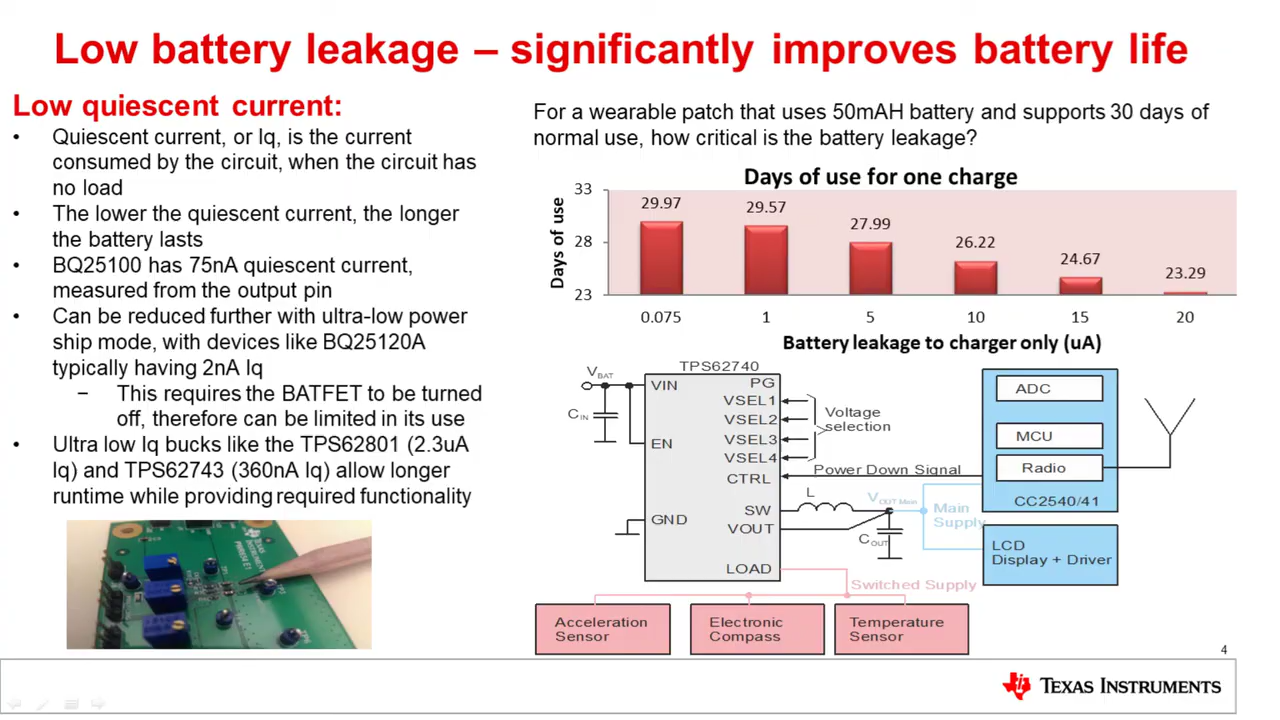 Low battery leakage – significantly improves battery life
Low quiescent current:
• Quiescent current, or Iq, is the current
consumed by the circuit, when the circuit has
no load
• The lower the quiescent current, the longer
the battery lasts
• BQ25100 has 75nA quiescent current,
measured from the output pin
• Can be reduced further with ultra-low power
ship mode, with devices like BQ25120A
typically having 2nA Iq
− This requires the BATFET to be turned
off, therefore can be limited in its use
• Ultra low Iq bucks like the TPS62801 (2.3uA
Iq) and TPS62743 (360nA Iq) allow longer
runtime while providing required functionality
TEXAS
For a wearable patch that uses 50mAH battery and supports 30 days of
normal use, how critical is the battery leakage?
Days of use for one charge
Days of use
33
28
23
29.97
29.57
27.99
26.22
24.67
23.29
0.075
1
5
10
15
20
Battery leakage to charger only (uA)
TPS62740
VBAT
CIN
VIN
EN
GND
PG
VSEL1
VSEL2
VSEL3
VSEL4
CTRL
SW
VOUT
LOAD
Voltage
selection
Power Down Signal
L
VOUT Main
COUT
Main
Supply
Switched Supply
ADC
MCU
Radio
CC2540/41
LCD
Display + Driver
Acceleration
Sensor
Electronic
Compass
Temperature
Sensor
4
TEXAS INSTRUMENTS